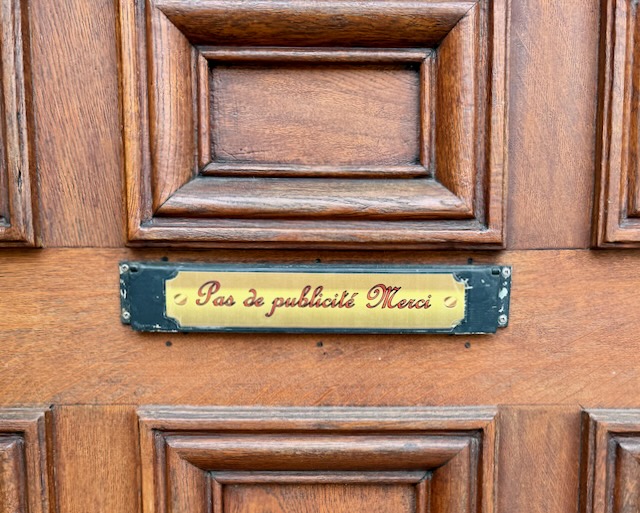 Pas de publicité Merci